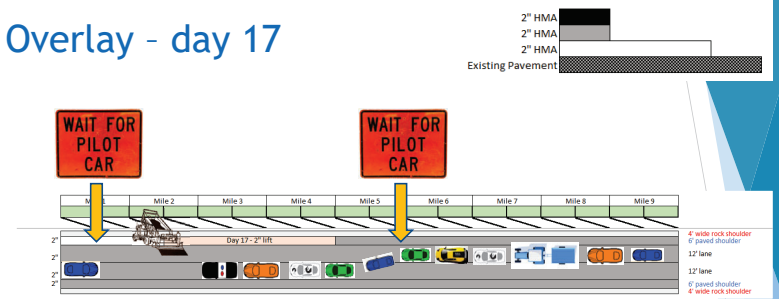 Overlay – day 17
2" HMA
2" HMA
2" HMA
Existing Pavement
WAIT FOR
PILOT
CAR
WAIT FOR
PILOT
CAR
Mile 2
Mile 3
Mile 4
Mile 5
Mile 6
Mile 7
Mile 8
Mile 9
4' wide rock shoulder
2"
Day 17 - 2" lift
6' paved shoulder
2"
12' lane
2"
12' lane
2"
6' paved shoulder
4' wide rock shoulder